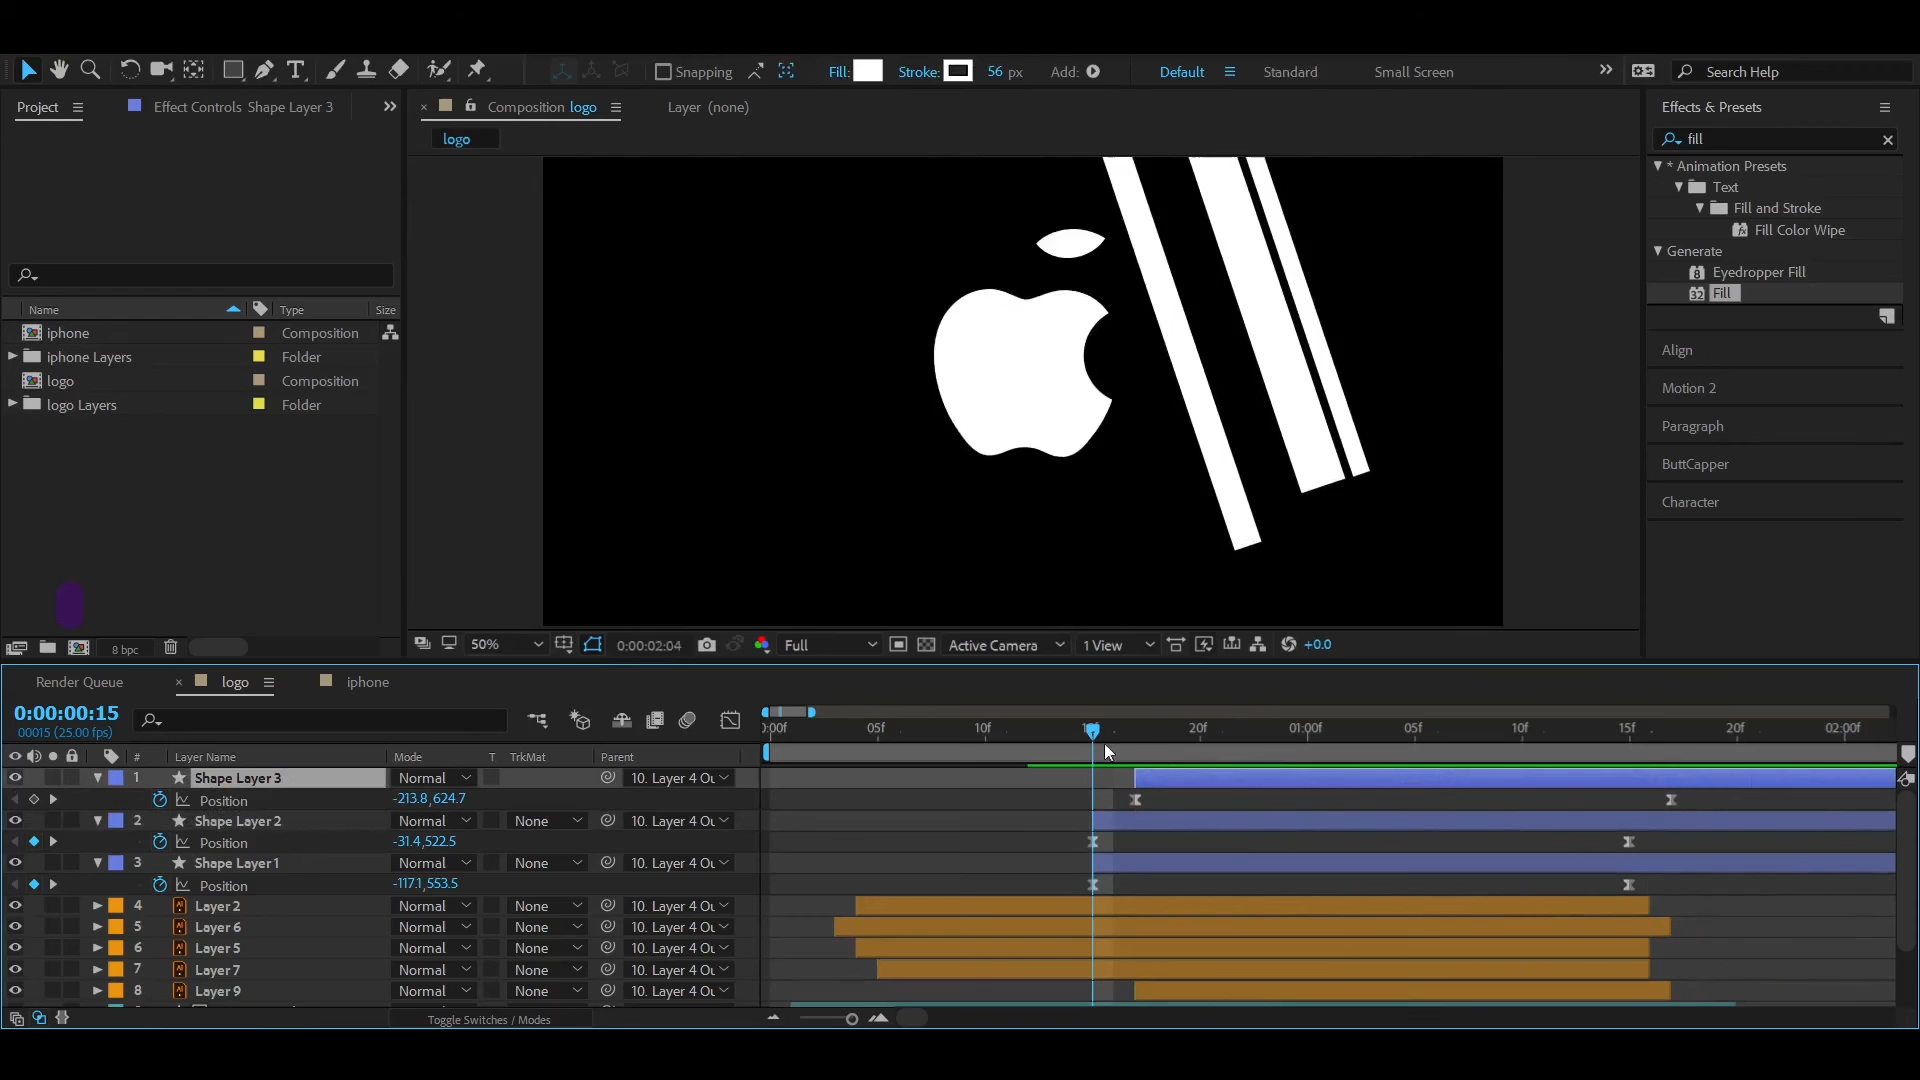 Snapping
Fill:
Stroke:
56 px
Add:
Default
Standard
Small Screen
Search Help
Project
Effect Controls Shape Layer 3
Composition logo
Layer (none)
Effects & Presets
logo
fill
* Animation Presets
Text
Fill and Stroke
Fill Color Wipe
Generate
Eyedropper Fill
Fill
Name
Type
Size
iphone
Composition
iphone Layers
Folder
logo
Composition
logo Layers
Folder
Align
Motion 2
Paragraph
ButtCapper
Character
8 bpc
50%
0:00:02:04
Full
Active Camera
1 View
+0.0
Render Queue
logo
iphone
0:00:00:15
00015 (25.00 fps)
05f
10f
20f
01:00f
05f
10f
15f
20f
02:00f
#
Layer Name
Mode
T
TrkMat
Parent
1
Shape Layer 3
Normal
10. Layer 4 Ou
Position
-213.8,624.7
2
Shape Layer 2
Normal
None
10. Layer 4 Ou
Position
-31.4,522.5
3
Shape Layer 1
Normal
None
10. Layer 4 Ou
Position
-117.1,553.5
4
Layer 2
Normal
None
10. Layer 4 Ou
5
Layer 6
Normal
None
10. Layer 4 Ou
6
Layer 5
Normal
None
10. Layer 4 Ou
7
Layer 7
Normal
None
10. Layer 4 Ou
8
Layer 9
Normal
None
10. Layer 4 Ou
Toggle Switches / Modes